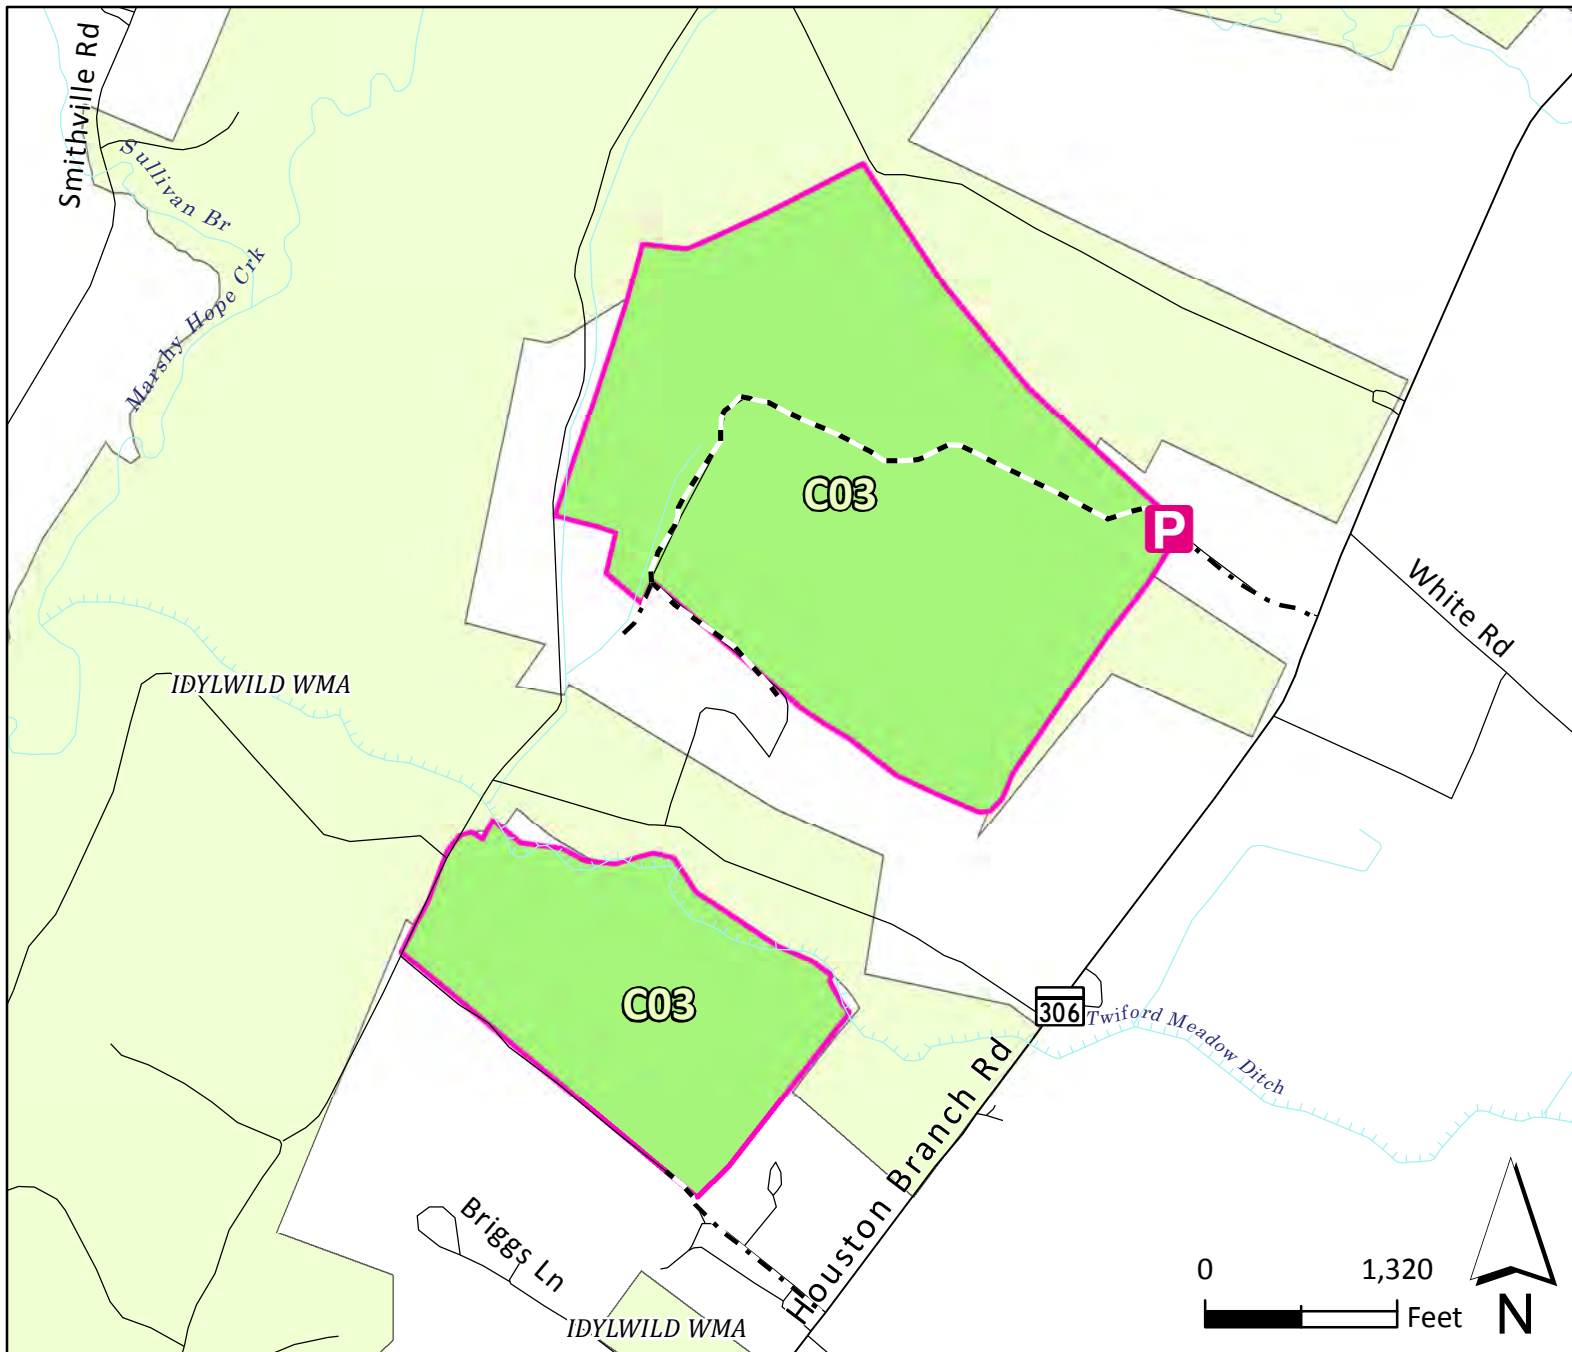 Smithville Rd
Sullivan Br
Marshy Hope Crk
C03
P
White Rd
IDYLWILD WMA
C03
306
Twiford Meadow Ditch
Houston Branch Rd
Briggs Ln
IDYLWILD WMA
0 1,320
Feet
N